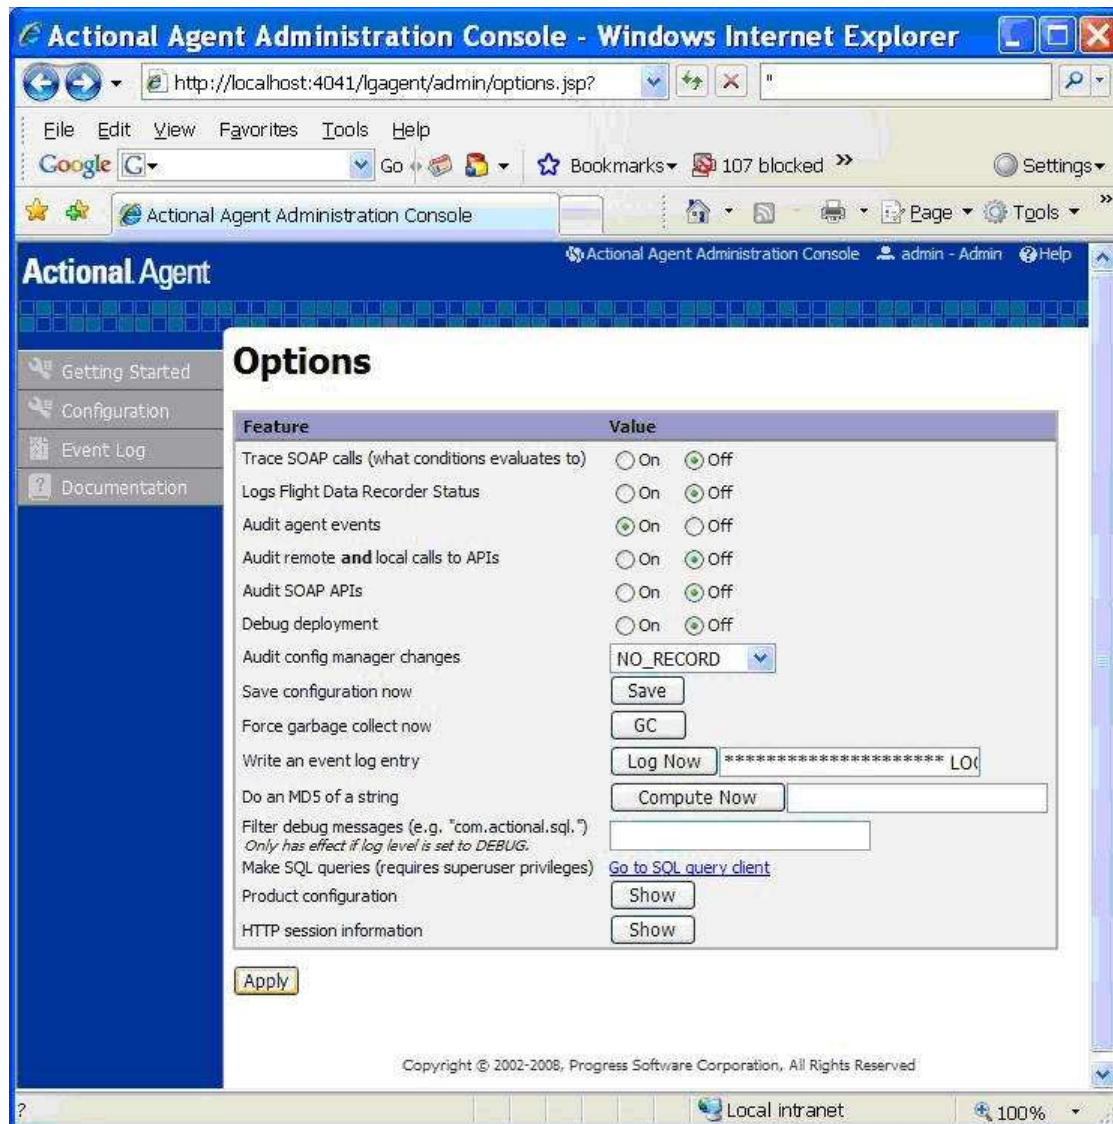 Actional Agent Administration Console - Windows Internet Explorer
http://localhost:4041/lgagent/admin/options.jsp? "
File Edit View Favorites Tools Help
Google G Go Bookmarks 107 blocked >> Settings
Actional Agent Administration Console Page Tools >>
Actional Agent Administration Console admin - Admin Help
Actional Agent
Options
Getting Started
Configuration
Event Log
Documentation
Feature Value
Trace SOAP calls (what conditions evaluates to) On Off
Logs Flight Data Recorder Status On Off
Audit agent events On Off
Audit remote and local calls to APIs On Off
Audit SOAP APIs On Off
Debug deployment On Off
Audit config manager changes NO_RECORD
Save configuration now Save
Force garbage collect now GC
Write an event log entry Log Now ********************** LO
Do an MD5 of a string Compute Now
Filter debug messages (e.g. "com.actional.sql.")
Only has effect if log level is set to DEBUG.
Make SQL queries (requires superuser privileges) Go to SQL query client
Product configuration Show
HTTP session information Show
Apply
Copyright © 2002-2008, Progress Software Corporation, All Rights Reserved
? Local intranet 100%